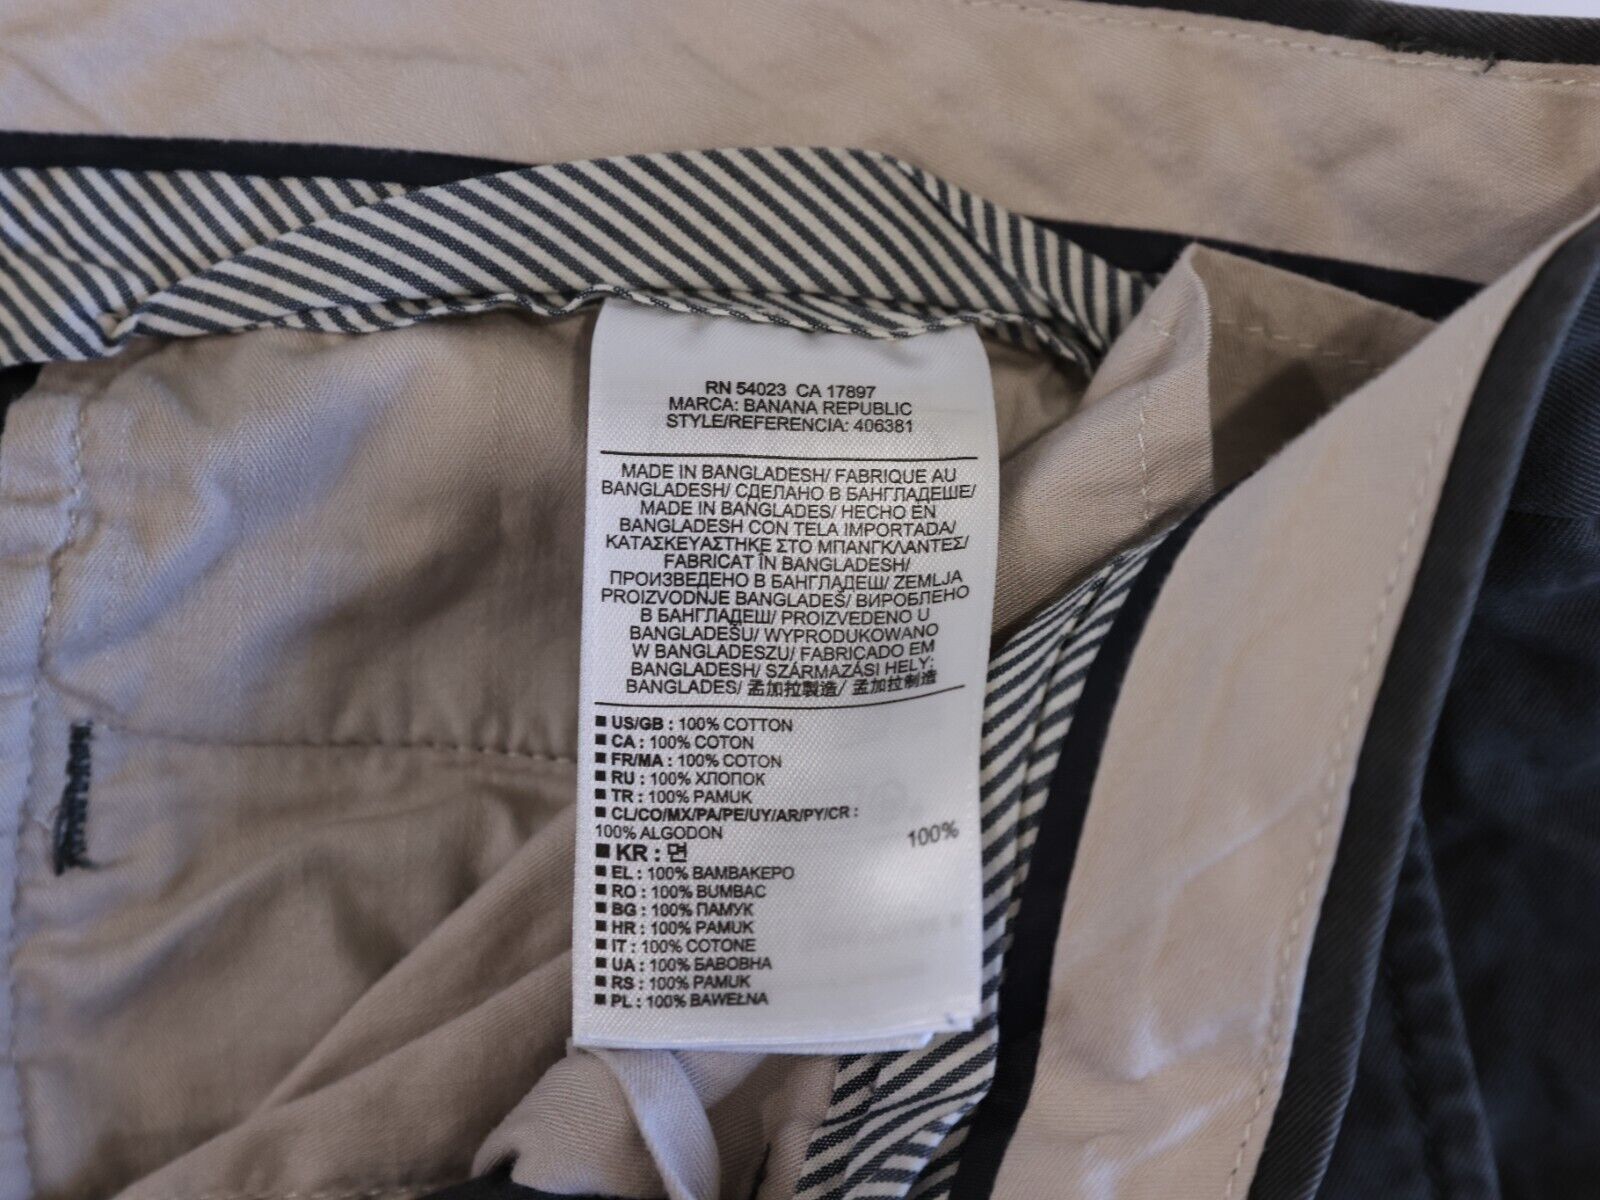 RN 54023 CA 17897
MARCA: BANANA REPUBLIC
STYLE/REFERENCIA: 406381
MADE IN BANGLADESH/ FABRIQUE AU
BANGLADESH/ СДЕЛАНО В БАНГЛАДЕШЕ/
MADE IN BANGLADES/ HECHO EN
BANGLADESH CON TELA IMPORTADA/
ΚΑΤΑΣΚΕΥΑΣΤΗΚΕ ΣΤΟ ΜΠΑΝΓΚΛΑΝΤΕΣ/
FABRICAT ÎN BANGLADESH/
ПРОИЗВЕДЕНО В БАНГЛАДЕШ/ ZEMLJA
PROIZVODNJE BANGLADEŠ/ ВИРОБЛЕНО
В БАНГЛАДЕШ/ PROIZVEDENO U
BANGLADEŠU/ WYPRODUKOWANO
W BANGLADESZU/ FABRICADO EM
BANGLADESH/ SZÁRMAZÁSI HELY:
BANGLADES/ 孟加拉製造/ 孟加拉制造
■ US/GB : 100% COTTON
■ CA : 100% COTON
■ FR/MA : 100% COTON
■ RU : 100% ХЛОПОК
■ TR : 100% PAMUK
■ CL/CO/MX/PA/PE/UY/AR/PY/CR :
100% ALGODON
■ KR : 면 100%
■ EL : 100% ΒΑΜΒΑΚΕΡΟ
■ RO : 100% BUMBAC
■ BG : 100% ПАМУК
■ HR : 100% PAMUK
■ IT : 100% COTONE
■ UA : 100% БАВОВНА
■ RS : 100% PAMUK
■ PL : 100% BAWEŁNA